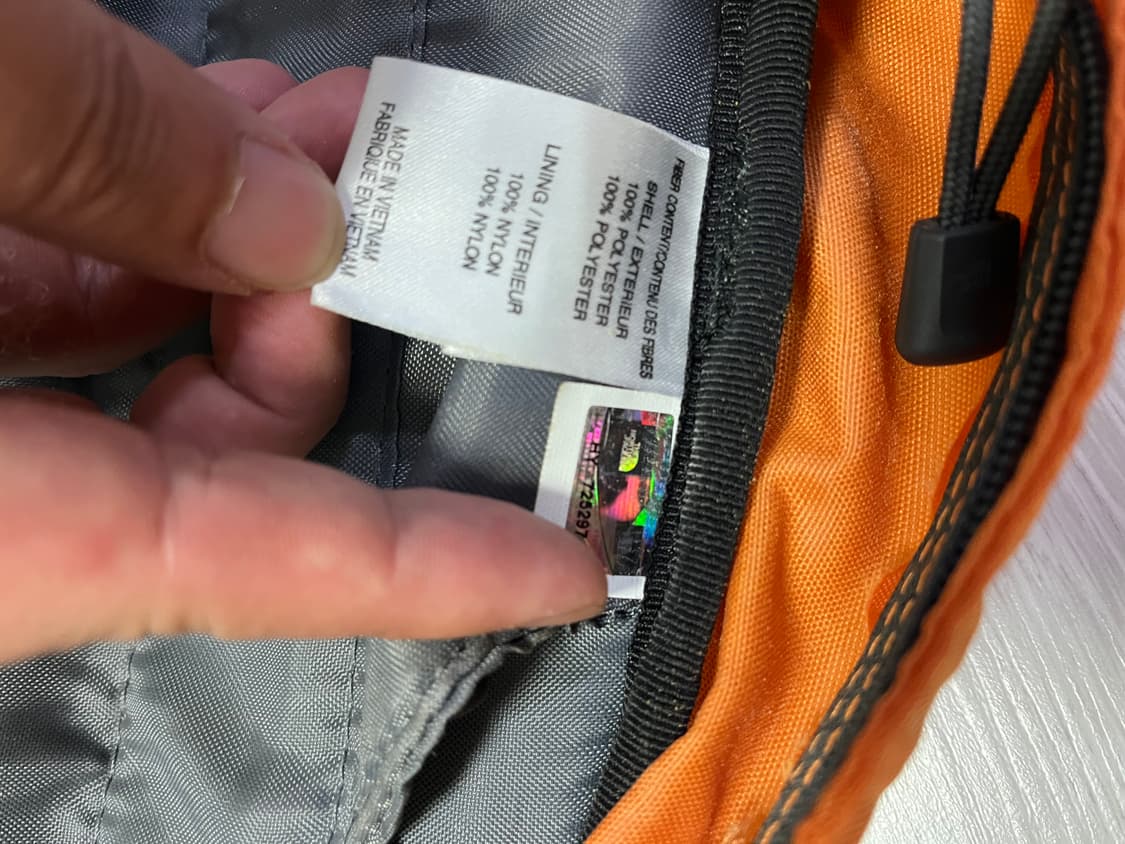 FIBER CONTENT/CONTENU DES FIBRES
SHELL / EXTERIEUR
100% POLYESTER
100% POLYESTER
LINING / INTERIEUR
100% NYLON
100% NYLON
MADE IN VIETNAM
FABRIQUE EN VIETNAM
725297